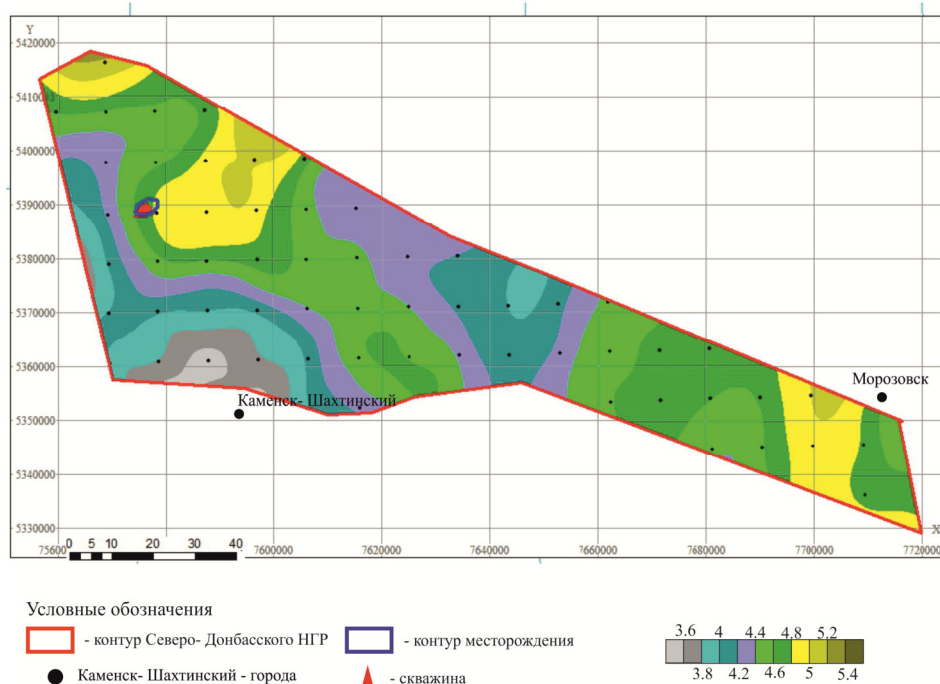 Y
5420000
5410000
5400000
5390000
5380000
5370000
5360000
5350000
5340000
5330000
Каменск- Шахтинский
Морозовск
X
0 5 10 20 30 40
7600000 7620000 7640000 7660000 7680000 7700000 7720000
Условные обозначения
- контур Северо- Донбасского НГР
- контур месторождения
Каменск- Шахтинский - города
- скважина
3.6 4 4.4 4.8 5.2
3.8 4.2 4.6 5 5.4